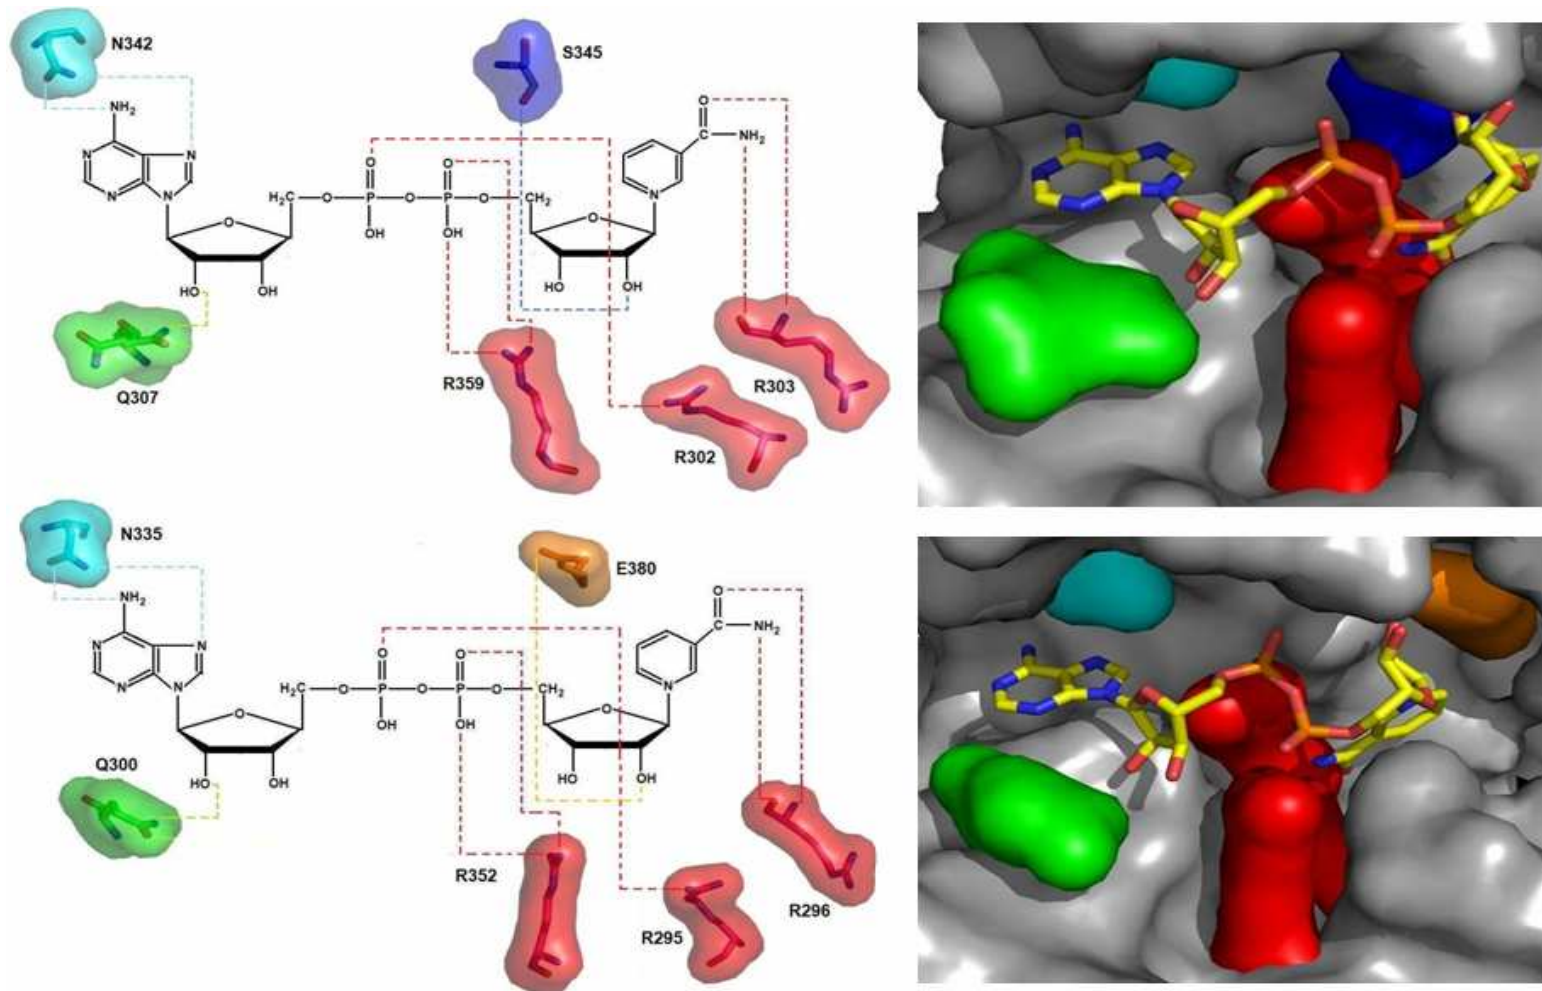 N342
S345
O
NH₂
C
NH₂
N
N
O
O
N
N
P
P
N
H₂C
O
O
O
CH₂
O
O
OH
OH
HO
OH
HO
OH
Q307
R359
R303
R302
N335
E380
O
NH₂
C
NH₂
N
N
O
O
N
N
P
P
N
H₂C
O
O
O
CH₂
O
O
OH
OH
Q300
HO
OH
HO
OH
R352
R296
R295